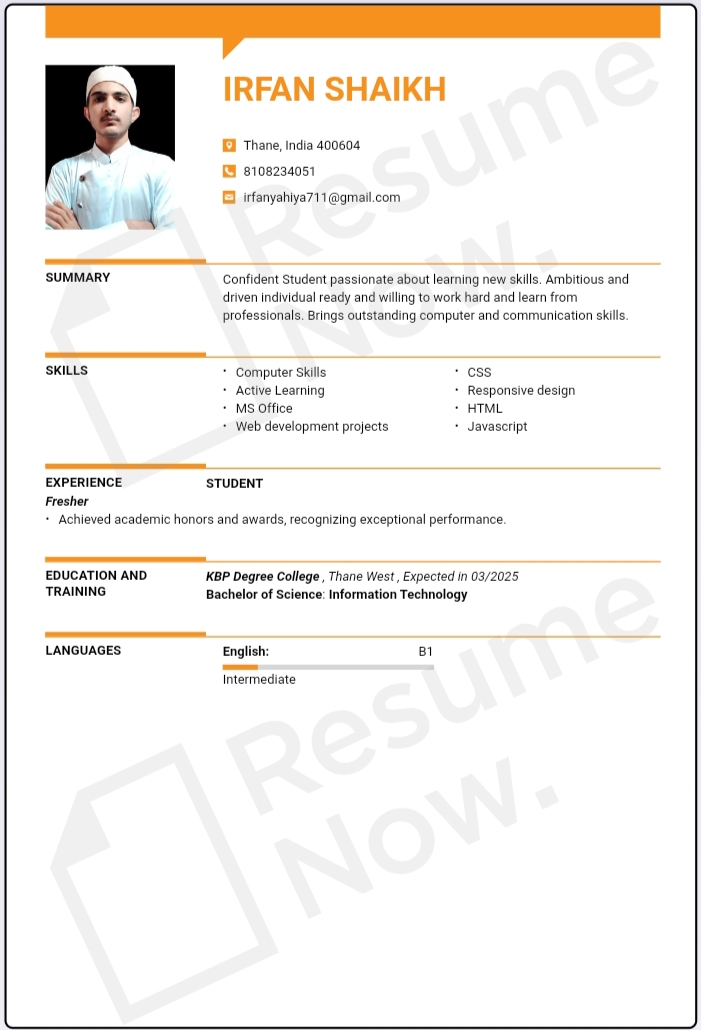 IRFAN SHAIKH
Thane, India 400604
8108234051
irfanyahiya711@gmail.com
SUMMARY
Confident Student passionate about learning new skills. Ambitious and
driven individual ready and willing to work hard and learn from
professionals. Brings outstanding computer and communication skills.
SKILLS
• Computer Skills
• Active Learning
• MS Office
• Web development projects
• CSS
• Responsive design
• HTML
• Javascript
EXPERIENCE
STUDENT
Fresher
• Achieved academic honors and awards, recognizing exceptional performance.
EDUCATION AND
TRAINING
KBP Degree College , Thane West , Expected in 03/2025
Bachelor of Science: Information Technology
LANGUAGES
English: B1
Intermediate
Resume
Now.
Resume
Now.